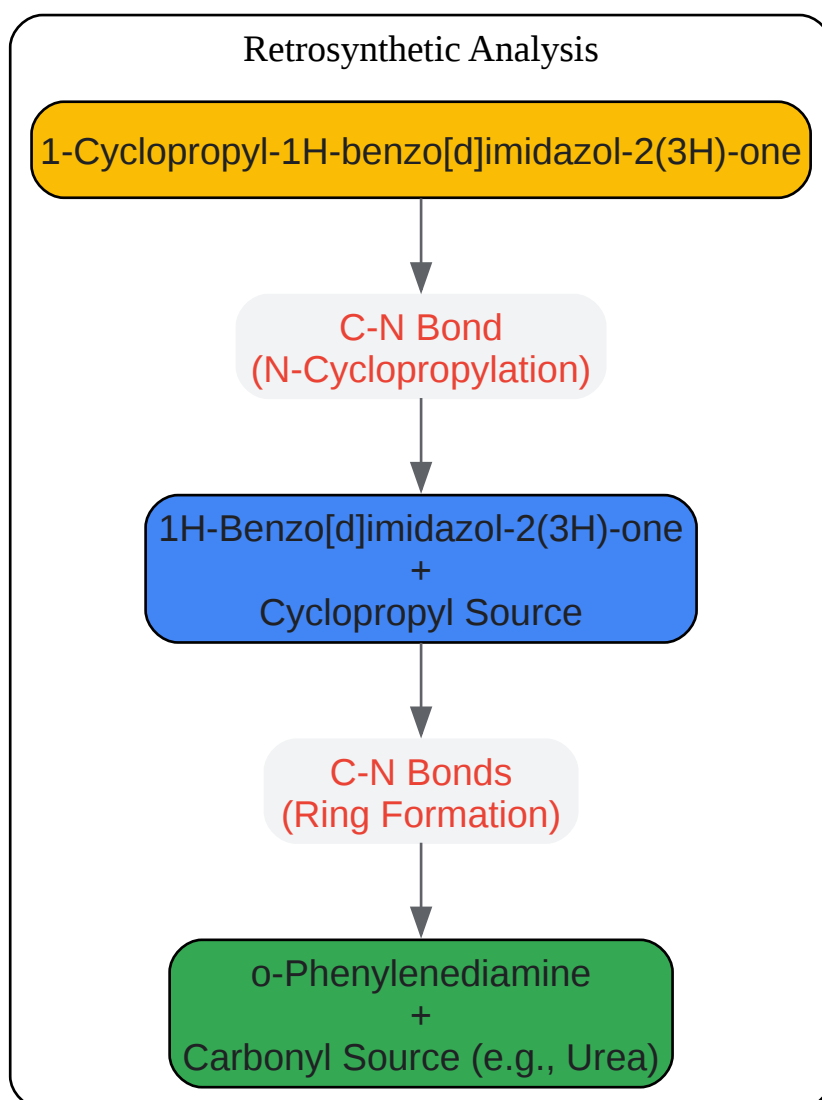 Retrosynthetic Analysis
1-Cyclopropyl-1H-benzo[d]imidazol-2(3H)-one
C-N Bond
(N-Cyclopropylation)
1H-Benzo[d]imidazol-2(3H)-one
+
Cyclopropyl Source
C-N Bonds
(Ring Formation)
o-Phenylenediamine
+
Carbonyl Source (e.g., Urea)